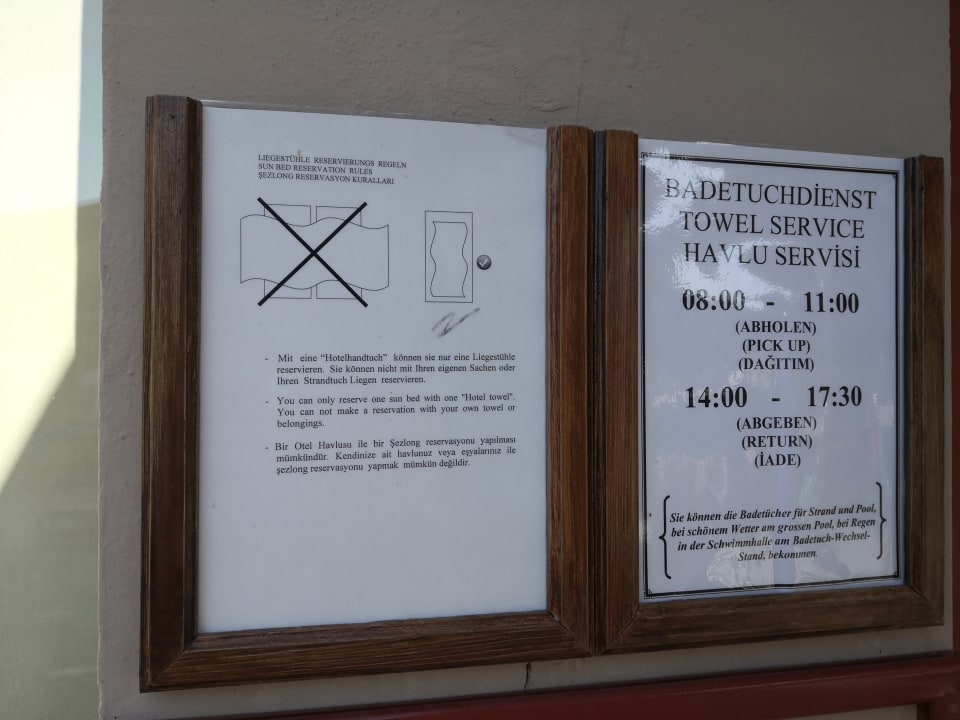 LIEGESTÜHLE RESERVIERUNGS REGELN
SUN BED RESERVATION RULES
ŞEZLONG RESERVASYON KURALLARI
- Mit eine “Hotelhandtuch” können sie nur eine Liegestühle
reservieren. Sie können nicht mit Ihren eigenen Sachen oder
Ihren Strandtuch Liegen reservieren.
- You can only reserve one sun bed with one "Hotel towel".
You can not make a reservation with your own towel or
belongings.
- Bir Otel Havlusu ile bir Şezlong reservasyonu yapılması
mümkündür. Kendinize ait havlunuz veya eşyalarınız ile
şezlong reservasyonu yapmak mümkün değildir.
BADETUCHDİENST
TOWEL SERVICE
HAVLU SERVİSİ
08:00 - 11:00
(ABHOLEN)
(PICK UP)
(DAĞITIM)
14:00 - 17:30
(ABGEBEN)
(RETURN)
(İADE)
Sie können die Badetücher für Strand und Pool,
bei schönem Wetter am grossen Pool, bei Regen
in der Schwimmhalle am Badetuch-Wechsel-
Stand, bekommen.